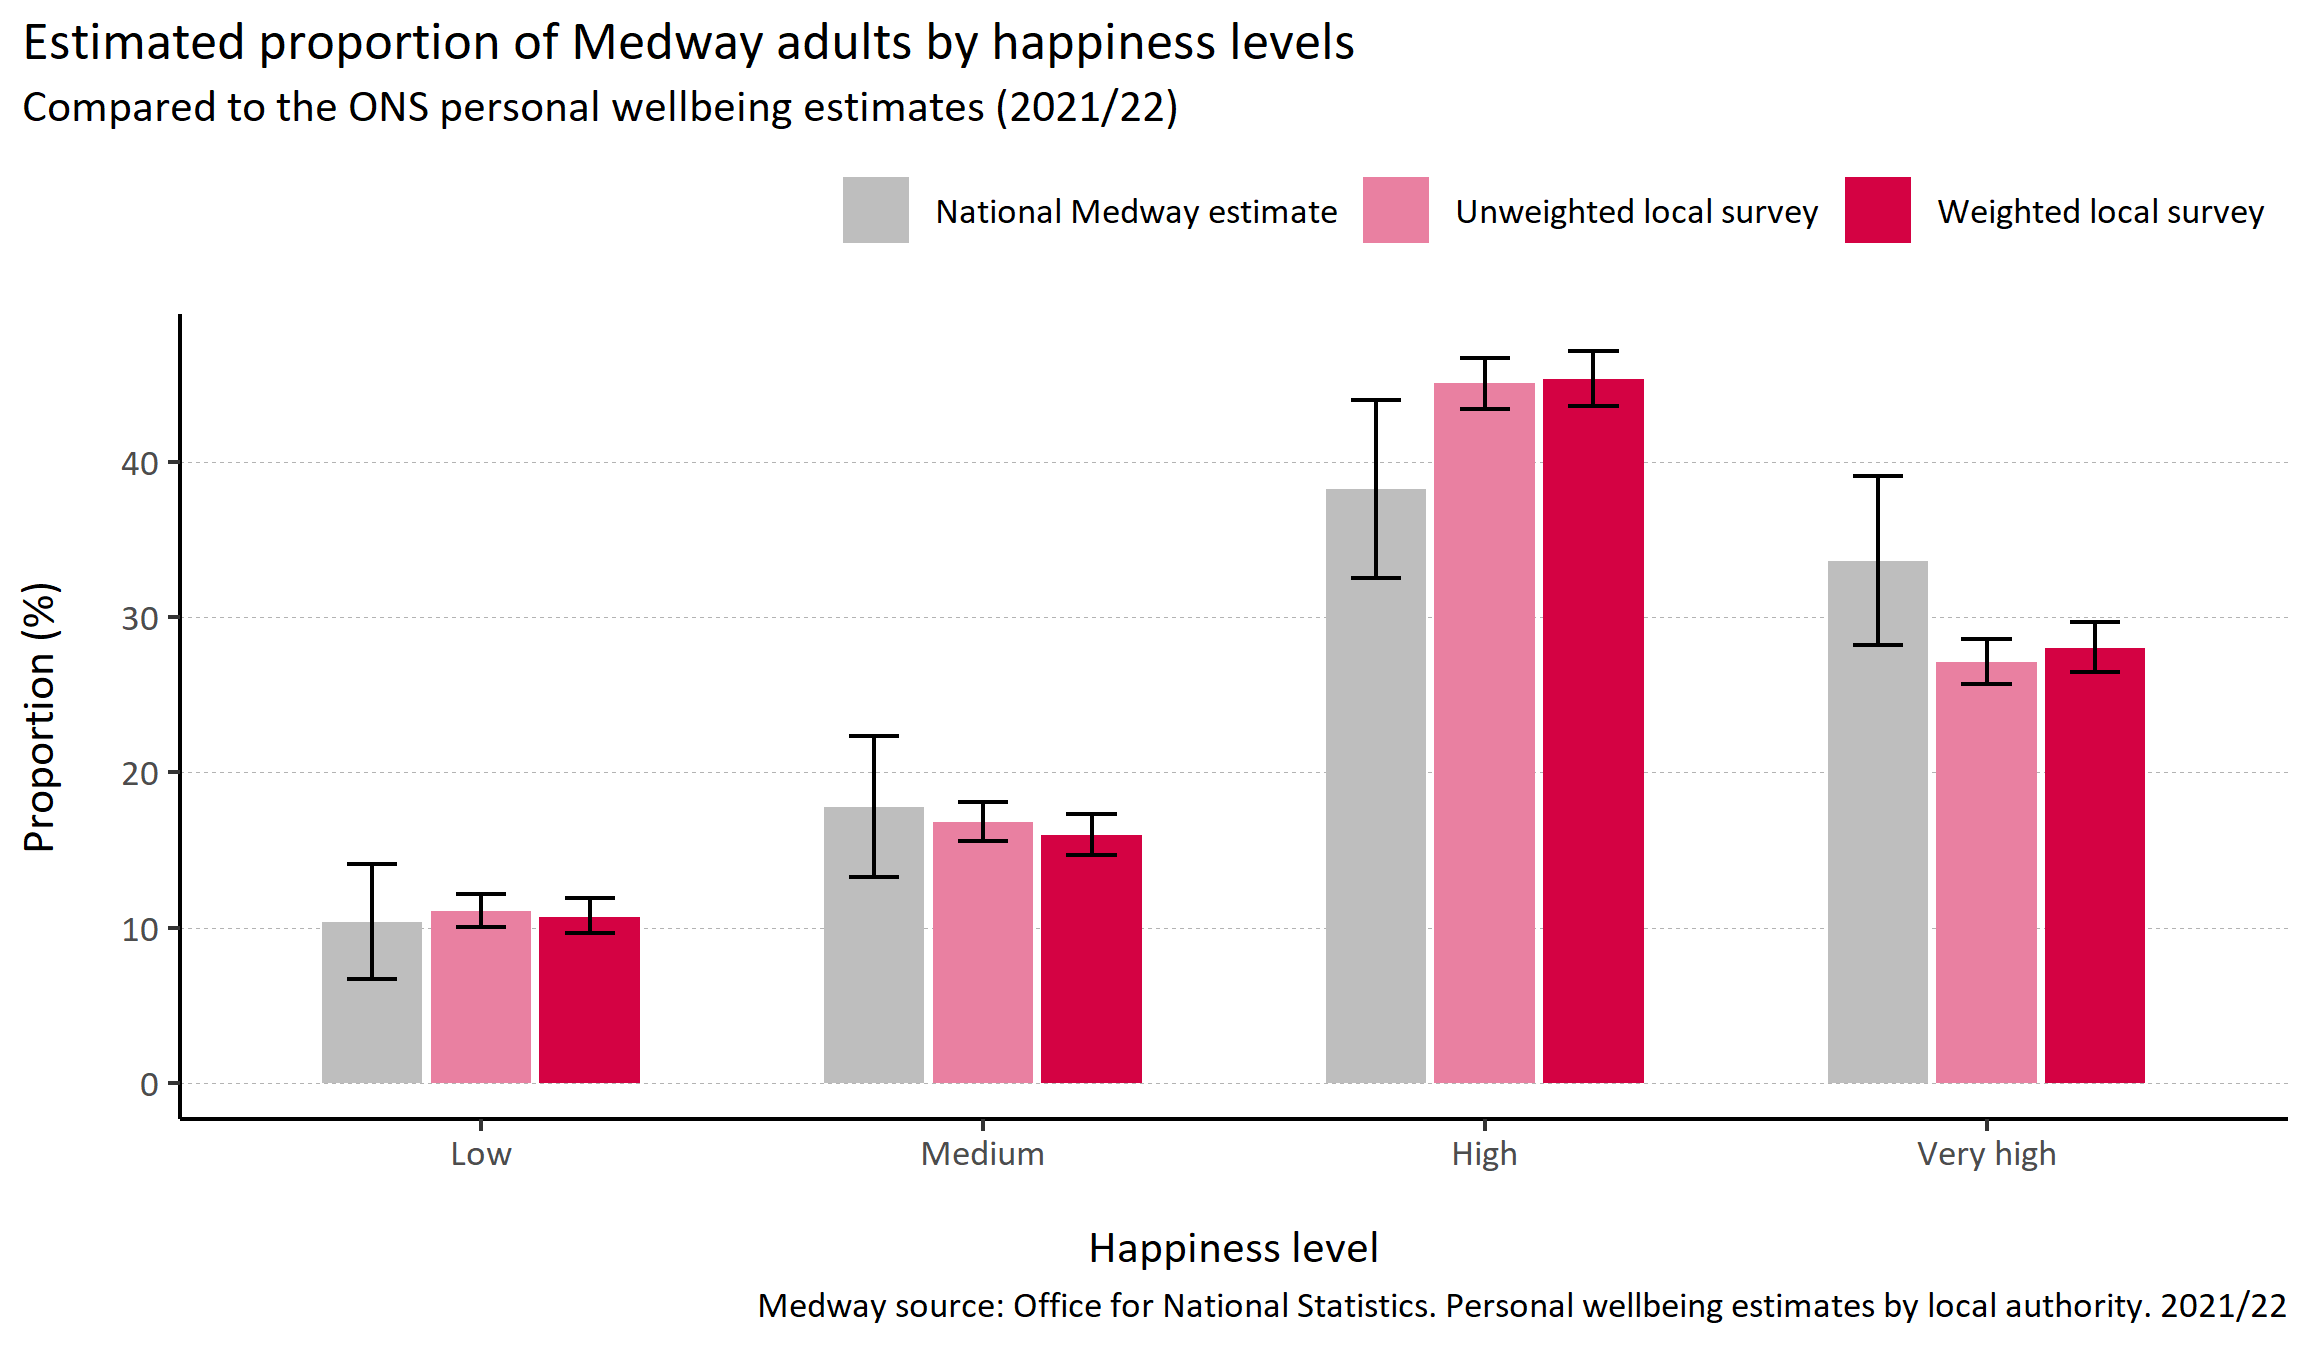 Estimated proportion of Medway adults by happiness levels
Compared to the ONS personal wellbeing estimates (2021/22)
National Medway estimate Unweighted local survey Weighted local survey
Proportion (%)
40
30
20
10
0
Low Medium High Very high
Happiness level
Medway source: Office for National Statistics. Personal wellbeing estimates by local authority. 2021/22